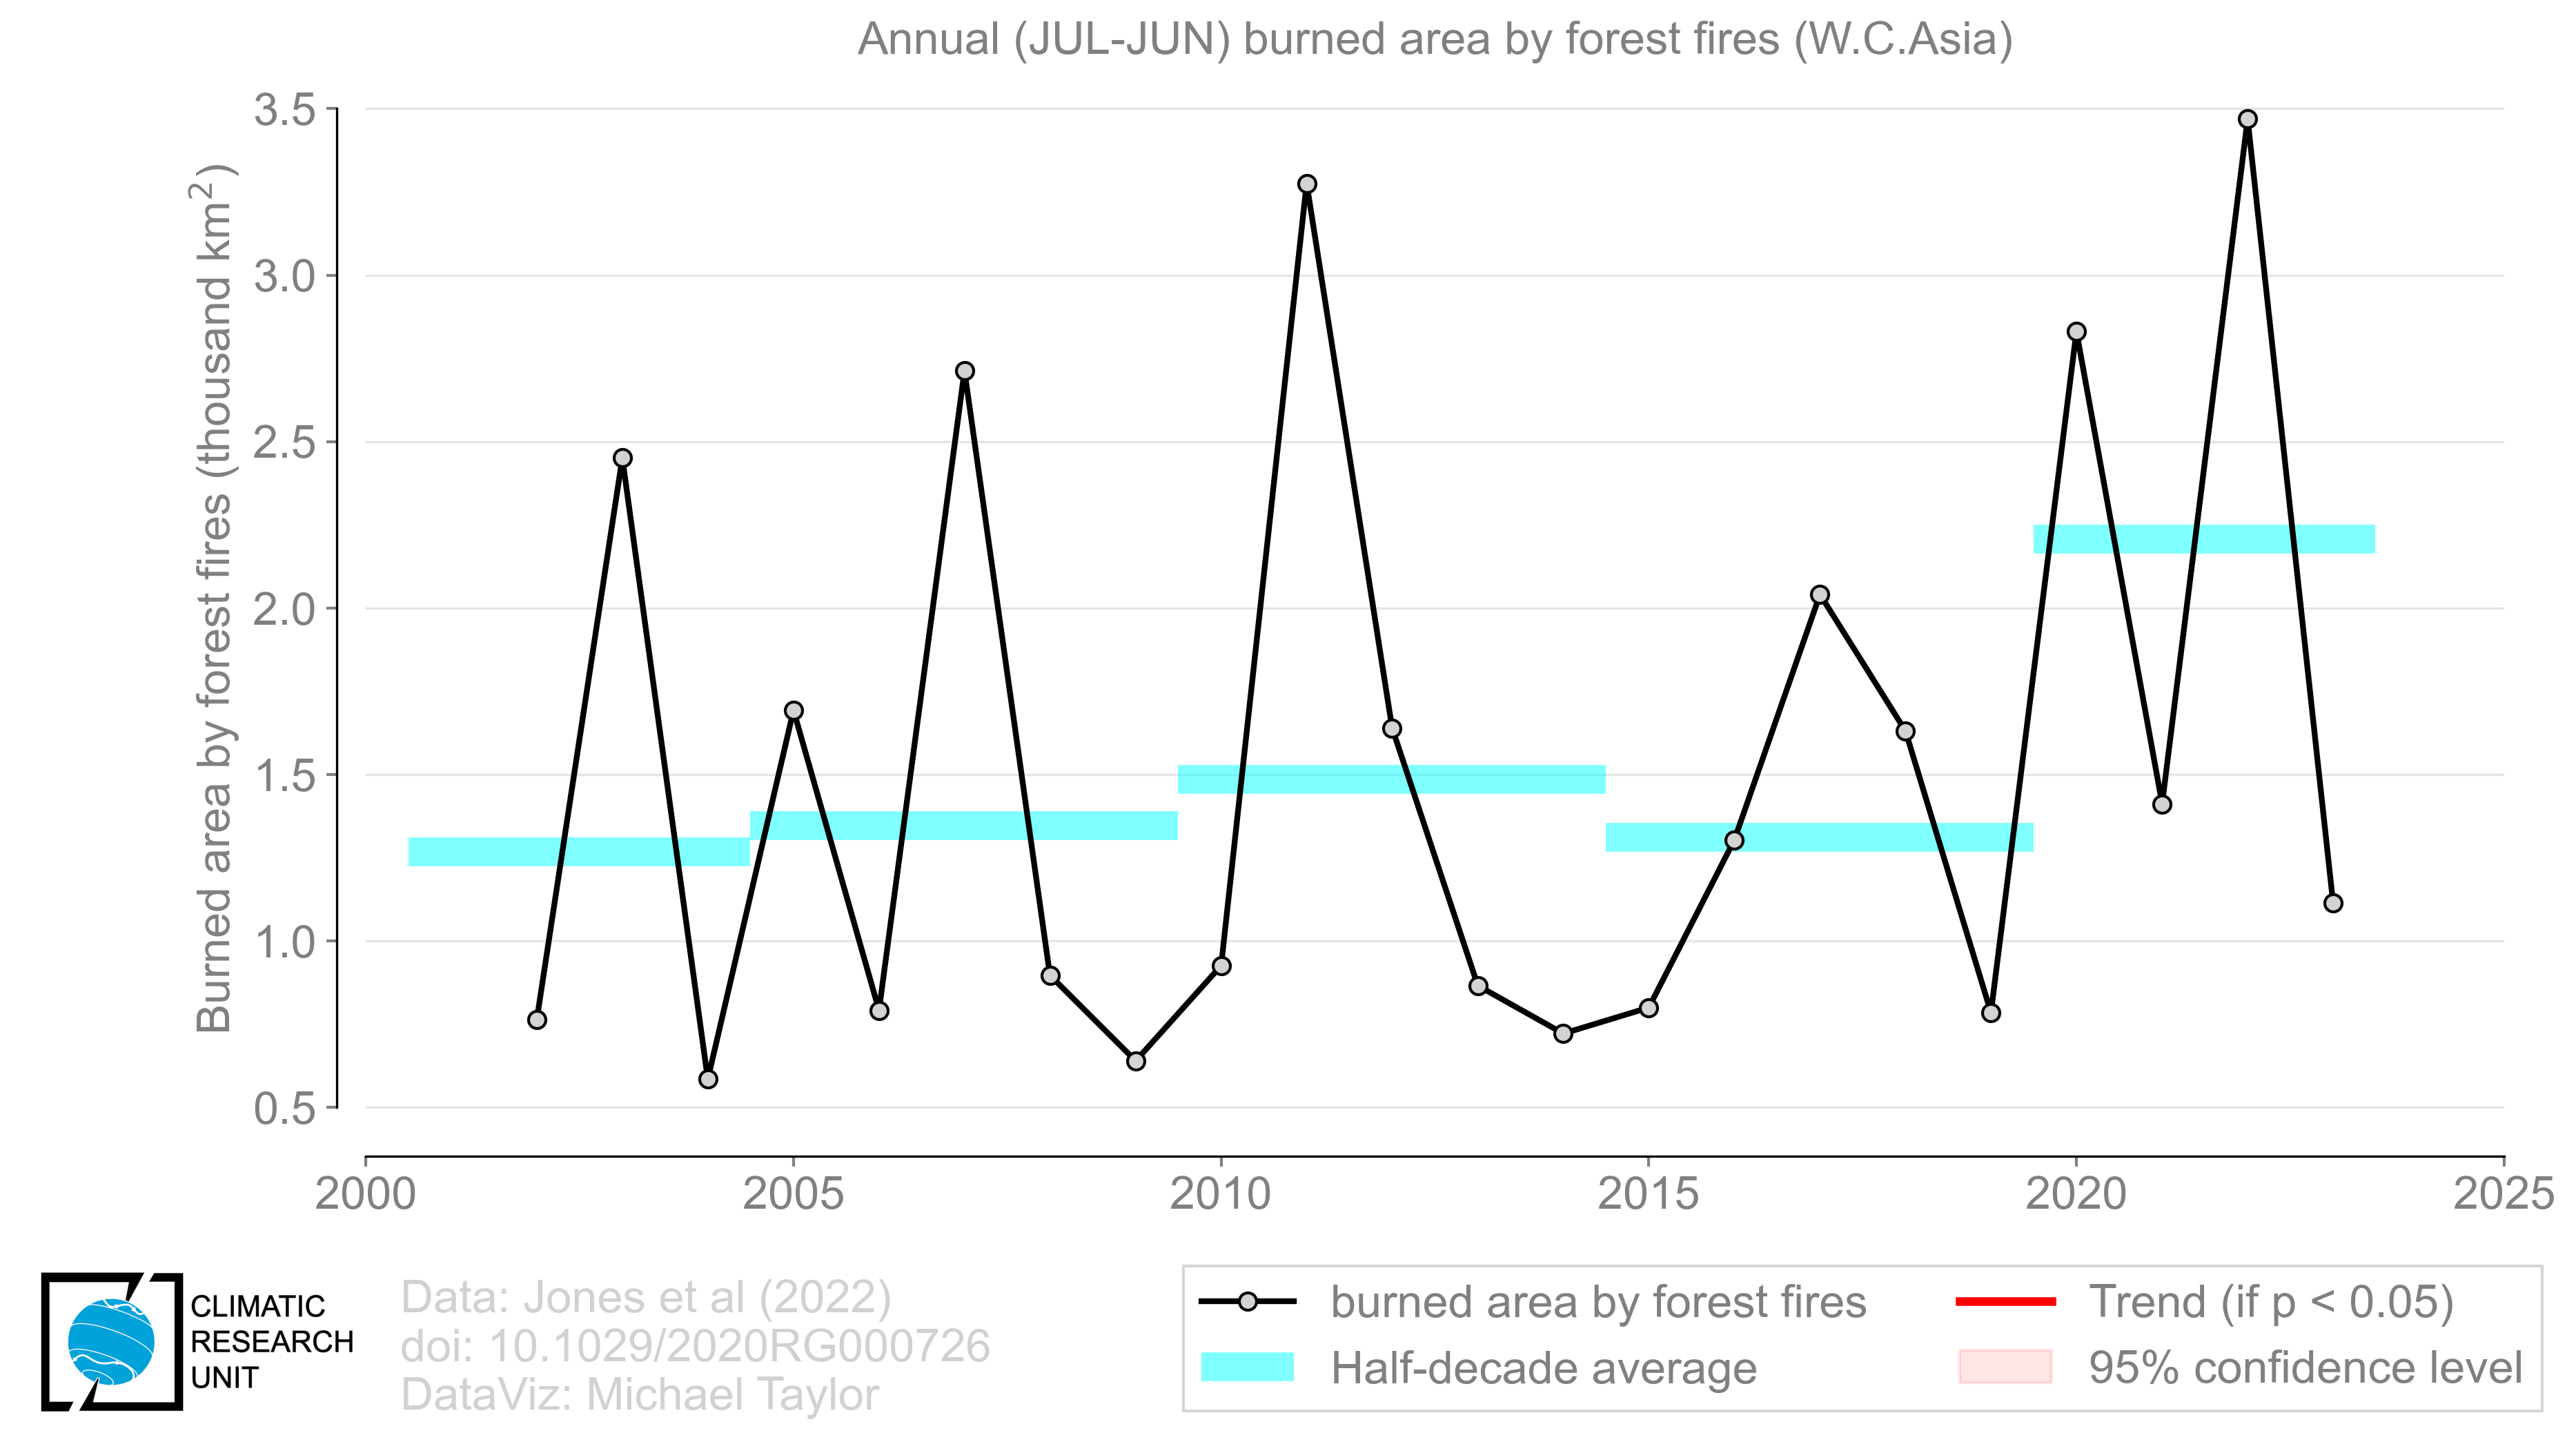 Annual (JUL-JUN) burned area by forest fires (W.C.Asia)
Burned area by forest fires (thousand km²)
3.5
3.0
2.5
2.0
1.5
1.0
0.5
2000 2005 2010 2015 2020 2025
CLIMATIC
RESEARCH
UNIT
Data: Jones et al (2022)
doi: 10.1029/2020RG000726
DataViz: Michael Taylor
burned area by forest fires
Half-decade average
Trend (if p < 0.05)
95% confidence level